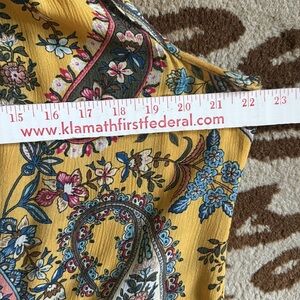 15 16 17 18 19 20 21 22 23
www.klamathfirstfederal.com